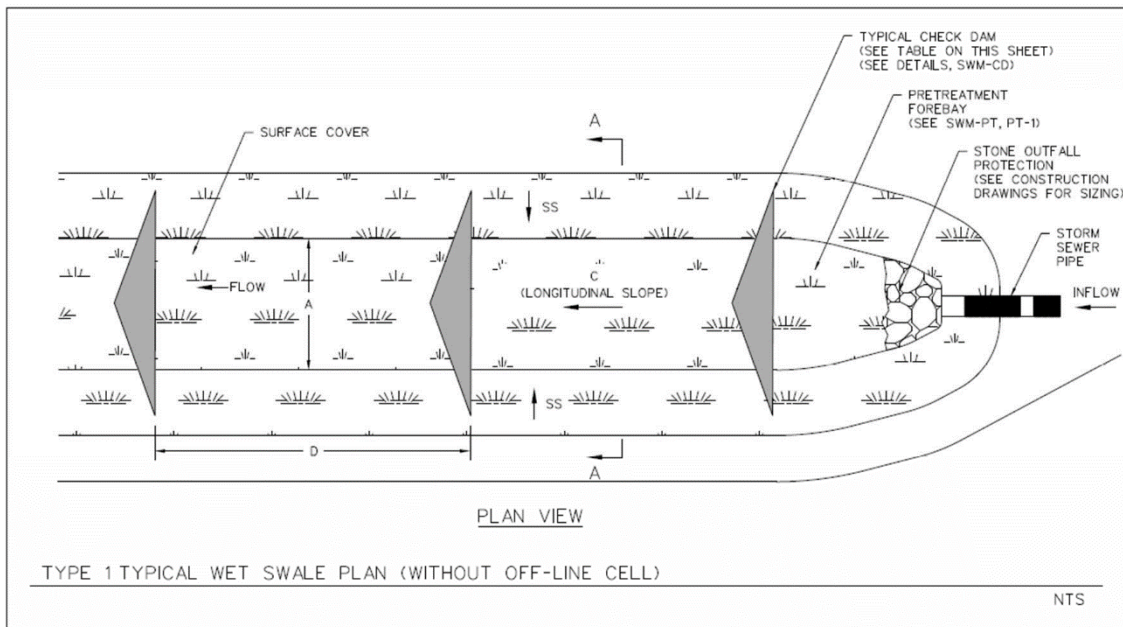 TYPICAL CHECK DAM
(SEE TABLE ON THIS SHEET)
(SEE DETAILS, SWM-CD)
PRETREATMENT
FOREBAY
(SEE SWM-PT, PT-1)
STONE OUTFALL
PROTECTION
(SEE CONSTRUCTION
DRAWINGS FOR SIZING)
STORM
SEWER
PIPE
INFLOW
SURFACE COVER
A
SS
C
(LONGITUDINAL SLOPE)
FLOW
A
SS
D
A
PLAN VIEW
TYPE 1 TYPICAL WET SWALE PLAN (WITHOUT OFF-LINE CELL)
NTS